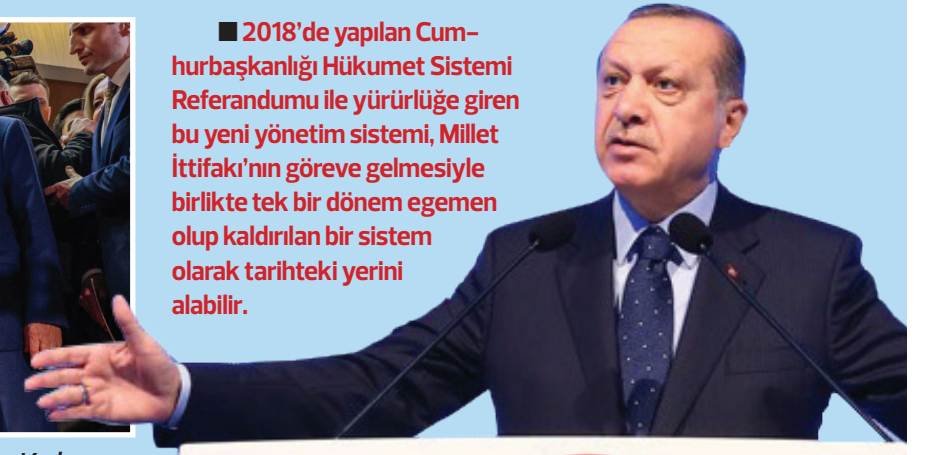 ■ 2018’de yapılan Cum-
hurbaşkanlığı Hükumet Sistemi
Referandumu ile yürürlüğe giren
bu yeni yönetim sistemi, Millet
İttifakı’nın göreve gelmesiyle
birlikte tek bir dönem egemen
olup kaldırılan bir sistem
olarak tarihteki yerini
alabilir.